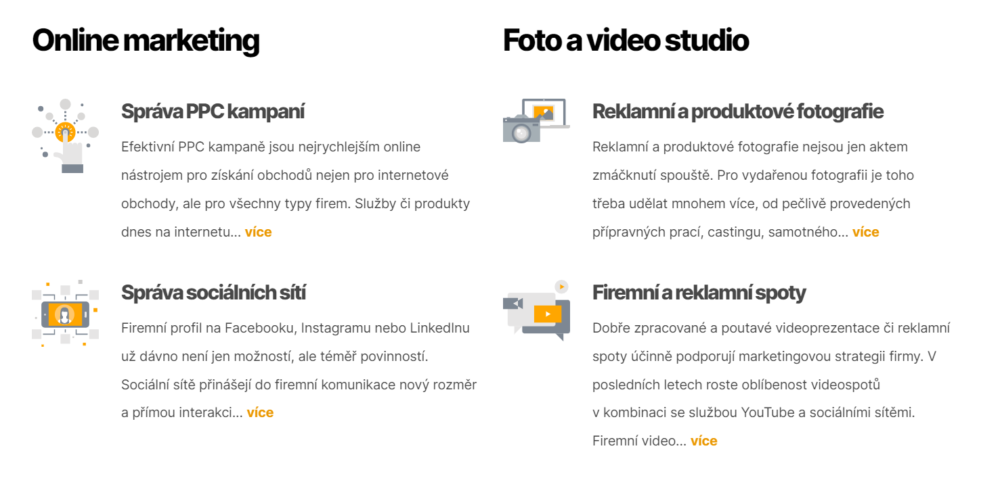 Online marketing
Správa PPC kampaní
Efektivní PPC kampaně jsou nejrychlejším online
nástrojem pro získání obchodů nejen pro internetové
obchody, ale pro všechny typy firem. Služby či produkty
dnes na internetu... více
Správa sociálních sítí
Firemní profil na Facebooku, Instagramu nebo LinkedInu
už dávno není jen možností, ale téměř povinností.
Sociální sítě přinášejí do firemní komunikace nový rozměr
a přímou interakci... více
Foto a video studio
Reklamní a produktové fotografie
Reklamní a produktové fotografie nejsou jen aktem
zmáčknutí spouště. Pro vydařenou fotografii je toho
třeba udělat mnohem více, od pečlivě provedených
přípravných prací, castingu, samotného... více
Firemní a reklamní spoty
Dobře zpracované a poutavé videoprezentace či reklamní
spoty účinně podporují marketingovou strategii firmy. V
posledních letech roste oblíbenost videospotů
v kombinaci se službou YouTube a sociálními sítěmi.
Firemní video... více